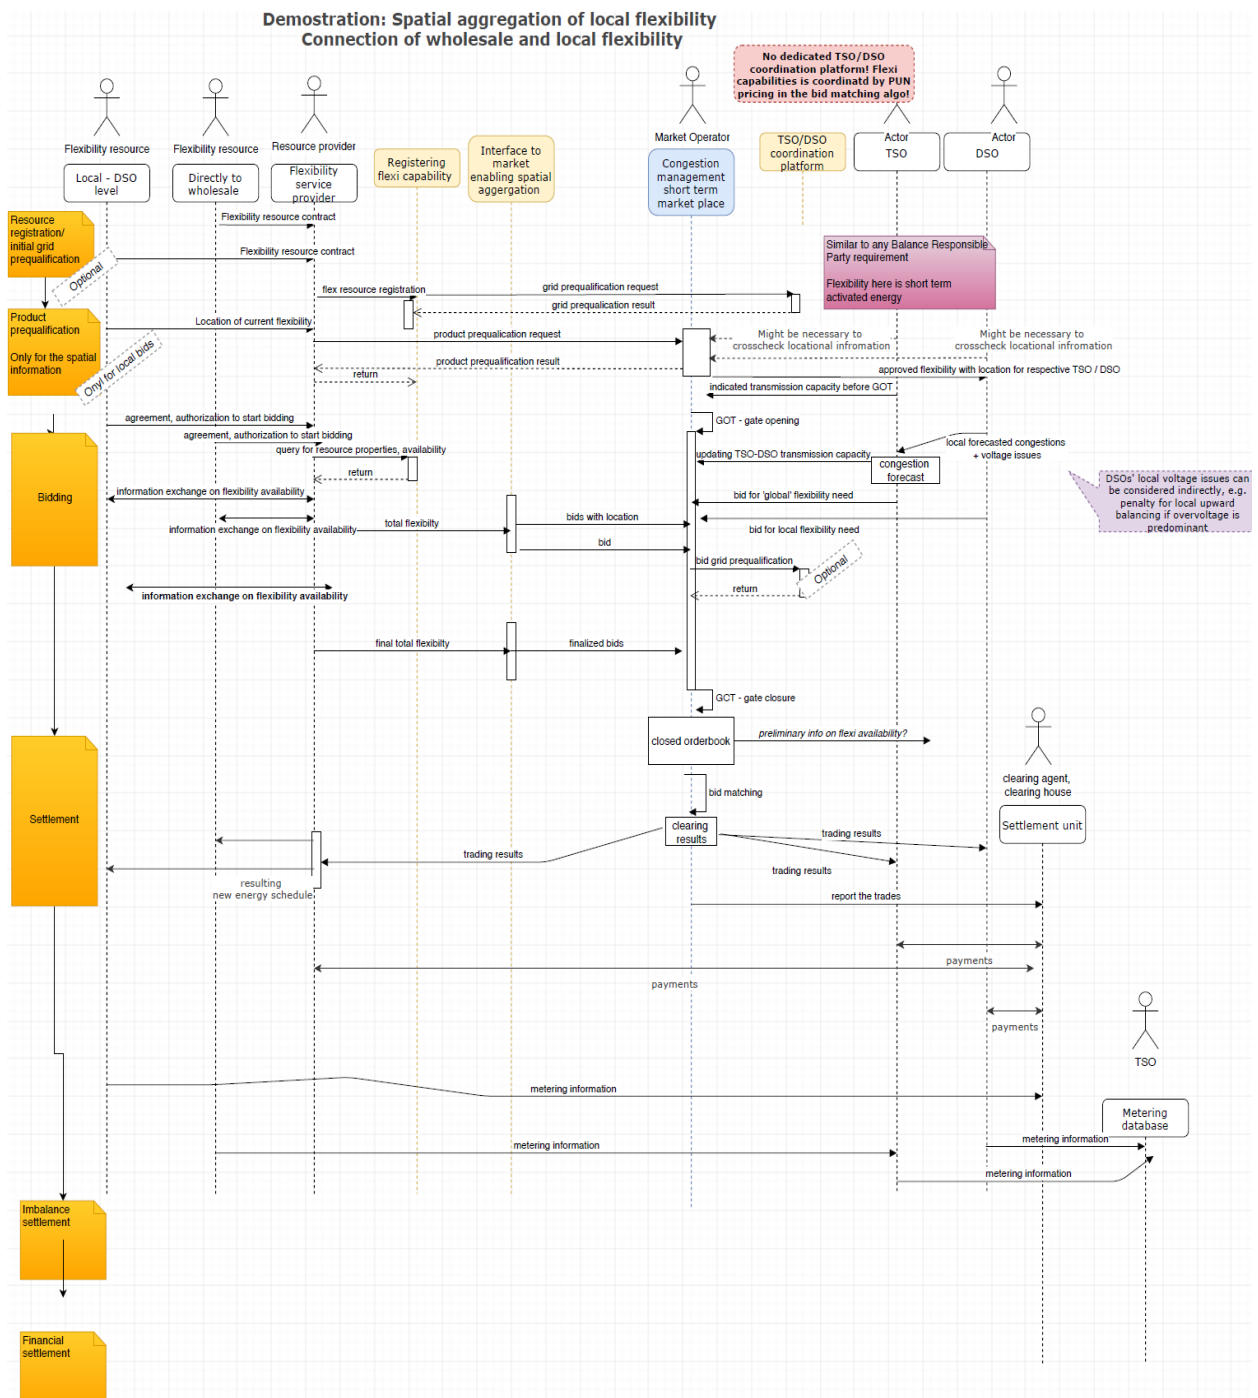 Demostration: Spatial aggregation of local flexibility
Connection of wholesale and local flexibility
No dedicated TSO/DSO
coordination platform! Flexi
capabilities is coordinatd by PUN
pricing in the bid matching algo!
Flexibility resource
Flexibility resource
Resource provider
Market Operator
Actor
Actor
Local - DSO
level
Directly to
wholesale
Flexibility
service
provider
Registering
flexi capability
Interface to
market
enabling spatial
aggergation
Congestion
management
short term
market place
TSO/DSO
coordination
platform
TSO
DSO
Resource
registration/
initial grid
prequalification
Flexibility resource contract
Flexibility resource contract
Optional
Similar to any Balance Responsible
Party requirement
Flexibility here is short term
activated energy
flex resource registration
grid prequalification request
grid prequalication result
Product
prequalification
Only for the spatial
information
Location of current flexibility
Onyl for local bids
product prequalication request
Might be necessary to
crosscheck locational infromation
Might be necessary to
crosscheck locational infromation
product prequalification result
return
approved flexibility with location for respective TSO / DSO
indicated transmission capacity before GOT
agreement, authorization to start bidding
GOT - gate opening
agreement, authorization to start bidding
query for resource properties, availability
local forecasted congestions
+ voltage issues
updating TSO-DSO transmission capacity
congestion
forecast
return
DSOs' local voltage issues can
be considered indirectly, e.g.
penalty for local upward
balancing if overvoltage is
predominant
Bidding
information exchange on flexibility availability
bid for 'global' flexibility need
information exchange on flexibility availability
total flexibilty
bids with location
bid for local flexibility need
bid
bid grid prequalification
Optional
return
information exchange on flexibility availability
final total flexibilty
finalized bids
GCT - gate closure
closed orderbook
preliminary info on flexi availability?
clearing agent,
clearing house
Settlement unit
Settlement
bid matching
clearing
results
trading results
trading results
trading results
resulting
new energy schedule
report the trades
payments
payments
payments
TSO
Metering
database
metering information
metering information
metering information
metering information
Imbalance
settlement
Financial
settlement